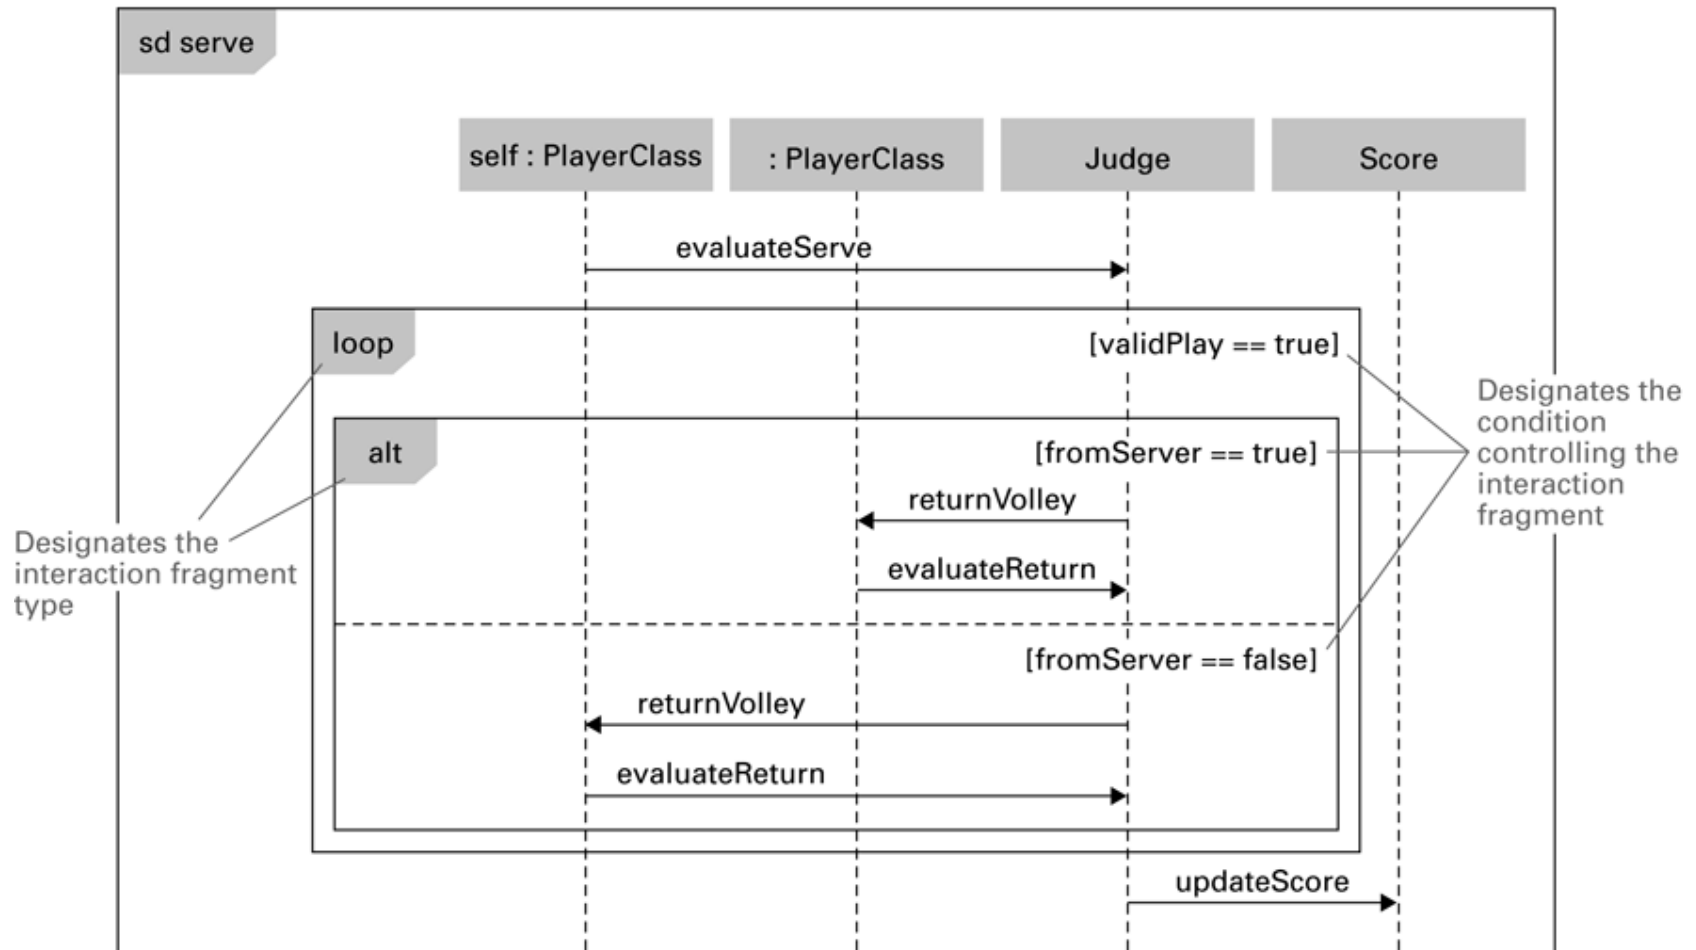 sd serve
self : PlayerClass
: PlayerClass
Judge
Score
evaluateServe
loop
[validPlay == true]
alt
[fromServer == true]
returnVolley
evaluateReturn
[fromServer == false]
returnVolley
evaluateReturn
updateScore
Designates the
interaction fragment
type
Designates the
condition
controlling the
interaction
fragment